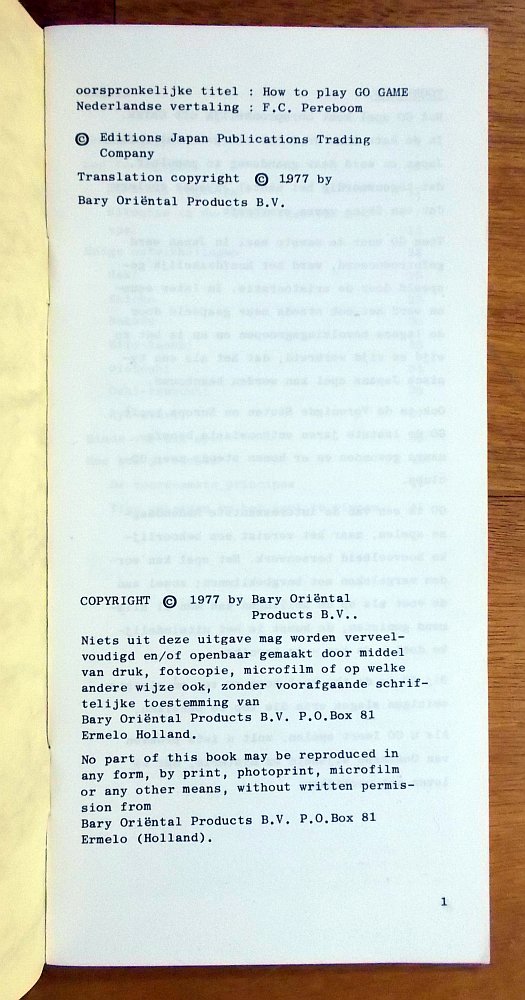 oorspronkelijke titel : How to play GO GAME
Nederlandse vertaling : F.C. Pereboom
© Editions Japan Publications Trading
Company
Translation copyright © 1977 by
Bary Oriëntal Products B.V.
COPYRIGHT © 1977 by Bary Oriëntal
Products B.V..
Niets uit deze uitgave mag worden verveel-
voudigd en/of openbaar gemaakt door middel
van druk, fotocopie, microfilm of op welke
andere wijze ook, zonder voorafgaande schrif-
telijke toestemming van
Bary Oriëntal Products B.V. P.O.Box 81
Ermelo Holland.
No part of this book may be reproduced in
any form, by print, photoprint, microfilm
or any other means, without written permis-
sion from
Bary Oriëntal Products B.V. P.O.Box 81
Ermelo (Holland).
1